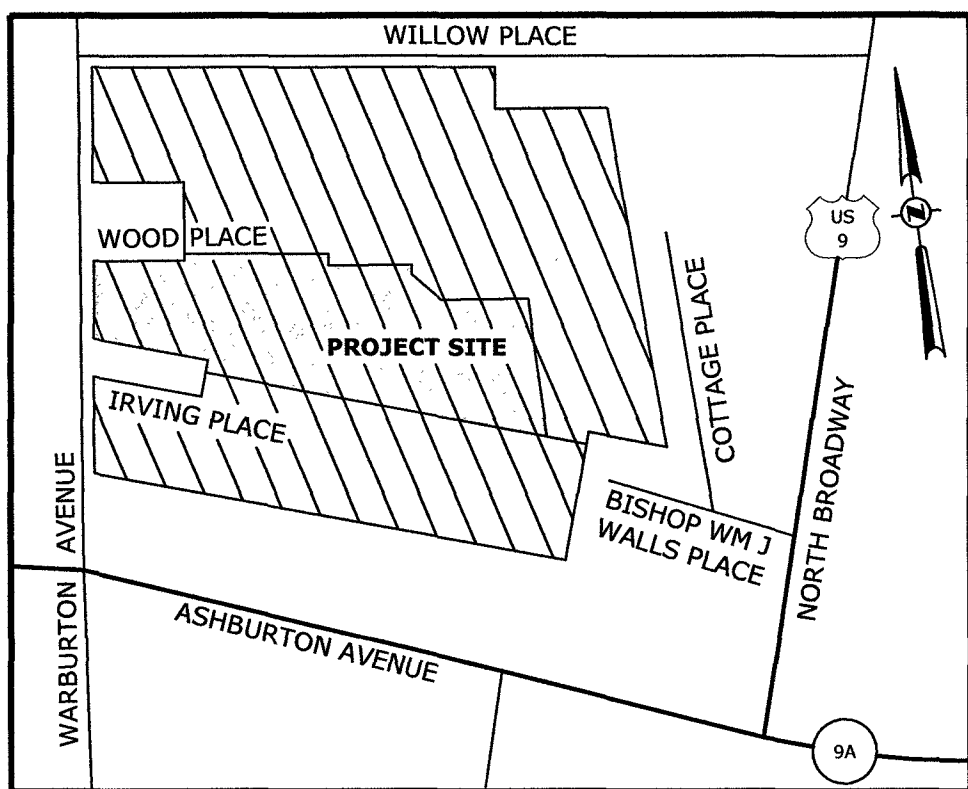 WILLOW PLACE
US
9
N
WOOD PLACE
PROJECT SITE
COTTAGE PLACE
IRVING PLACE
NORTH BROADWAY
BISHOP WM J
WALLS PLACE
WARBURTON AVENUE
ASHBURTON AVENUE
9A